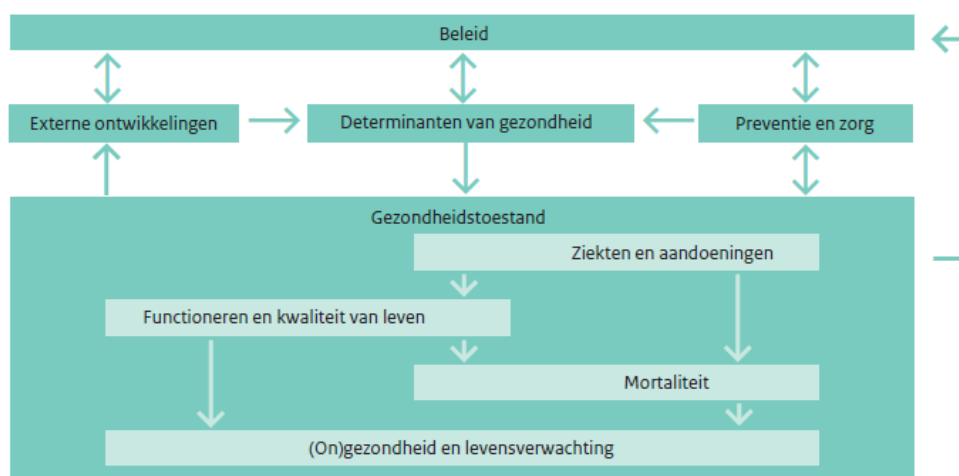 Beleid
Externe ontwikkelingen
Determinanten van gezondheid
Preventie en zorg
Gezondheidstoestand
Ziekten en aandoeningen
Functioneren en kwaliteit van leven
Mortaliteit
(On)gezondheid en levensverwachting